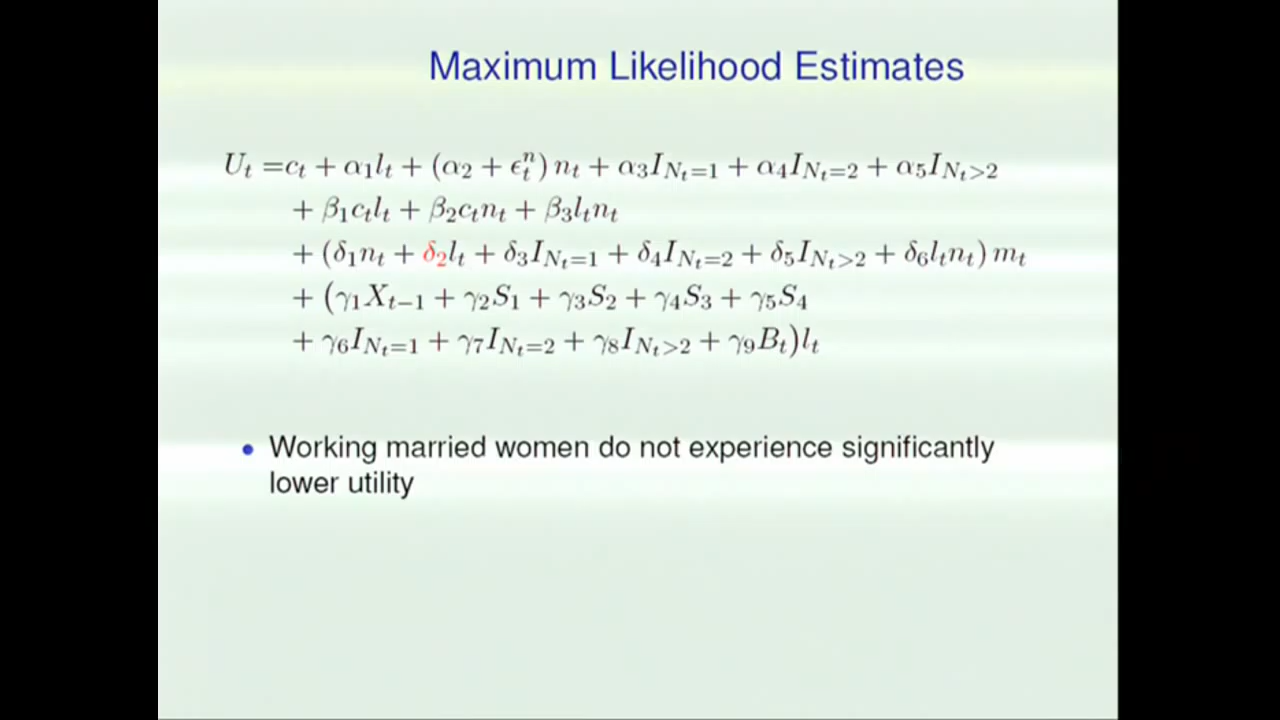 Maximum Likelihood Estimates
U_t = c_t + α_1 l_t + (α_2 + ϵ_t^n) n_t + α_3 I_{N_t=1} + α_4 I_{N_t=2} + α_5 I_{N_t>2}
+ β_1 c_t l_t + β_2 c_t n_t + β_3 l_t n_t
+ (δ_1 n_t + δ_2 l_t + δ_3 I_{N_t=1} + δ_4 I_{N_t=2} + δ_5 I_{N_t>2} + δ_6 l_t n_t) m_t
+ (γ_1 X_{t−1} + γ_2 S_1 + γ_3 S_2 + γ_4 S_3 + γ_5 S_4
+ γ_6 I_{N_t=1} + γ_7 I_{N_t=2} + γ_8 I_{N_t>2} + γ_9 B_t) l_t
• Working married women do not experience significantly
lower utility